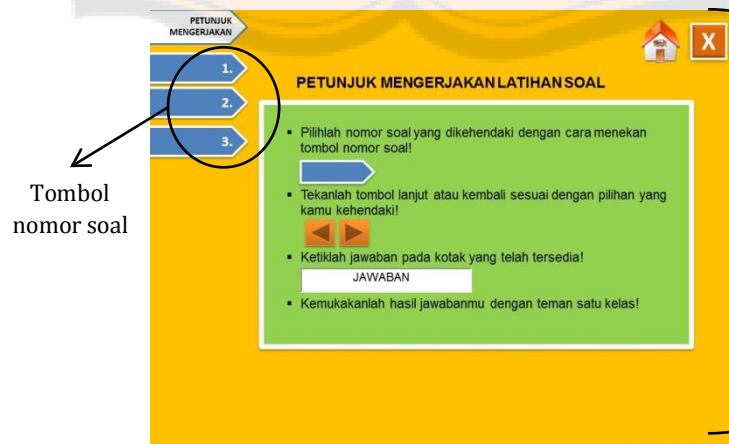 PETUNJUK
MENGERJAKAN
1.
2.
3.
X
PETUNJUK MENGERJAKAN LATIHAN SOAL
▪ Pilihlah nomor soal yang dikehendaki dengan cara menekan
tombol nomor soal!
▪ Tekanlah tombol lanjut atau kembali sesuai dengan pilihan yang
kamu kehendaki!
▪ Ketiklah jawaban pada kotak yang telah tersedia!
JAWABAN
▪ Kemukakanlah hasil jawabanmu dengan teman satu kelas!
Tombol
nomor soal